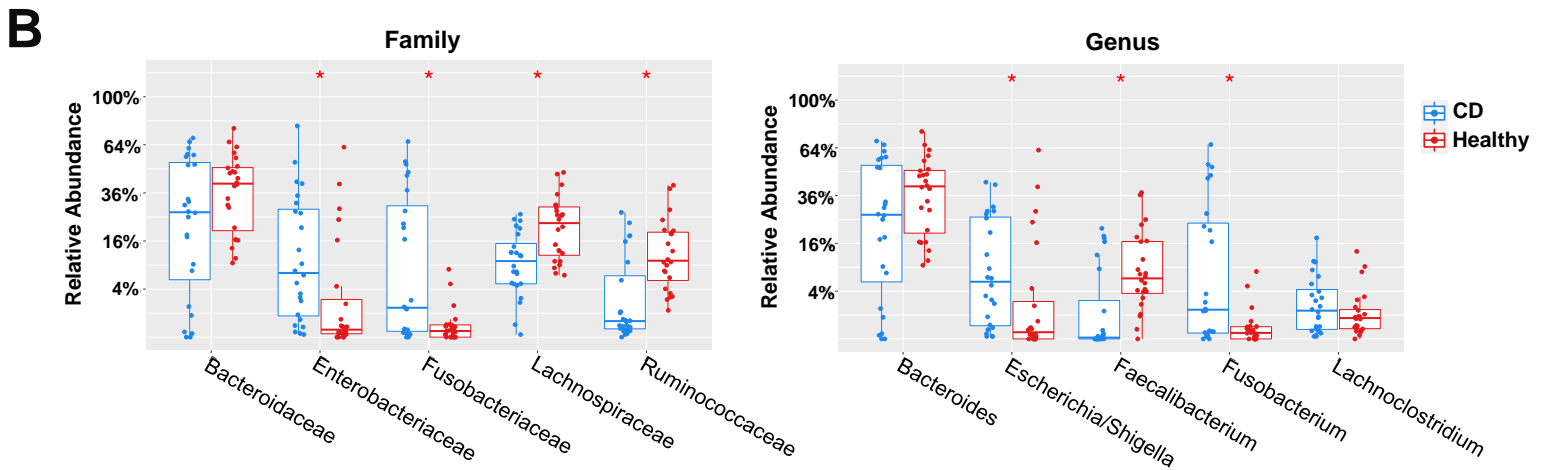 B
Family
Relative Abundance
100%
64%
36%
16%
4%
* * * *
Bacteroidaceae
Enterobacteriaceae
Fusobacteriaceae
Lachnospiraceae
Ruminococcaceae
Genus
Relative Abundance
100%
64%
36%
16%
4%
* * *
Bacteroides
Escherichia/Shigella
Faecalibacterium
Fusobacterium
Lachnoclostridium
CD
Healthy